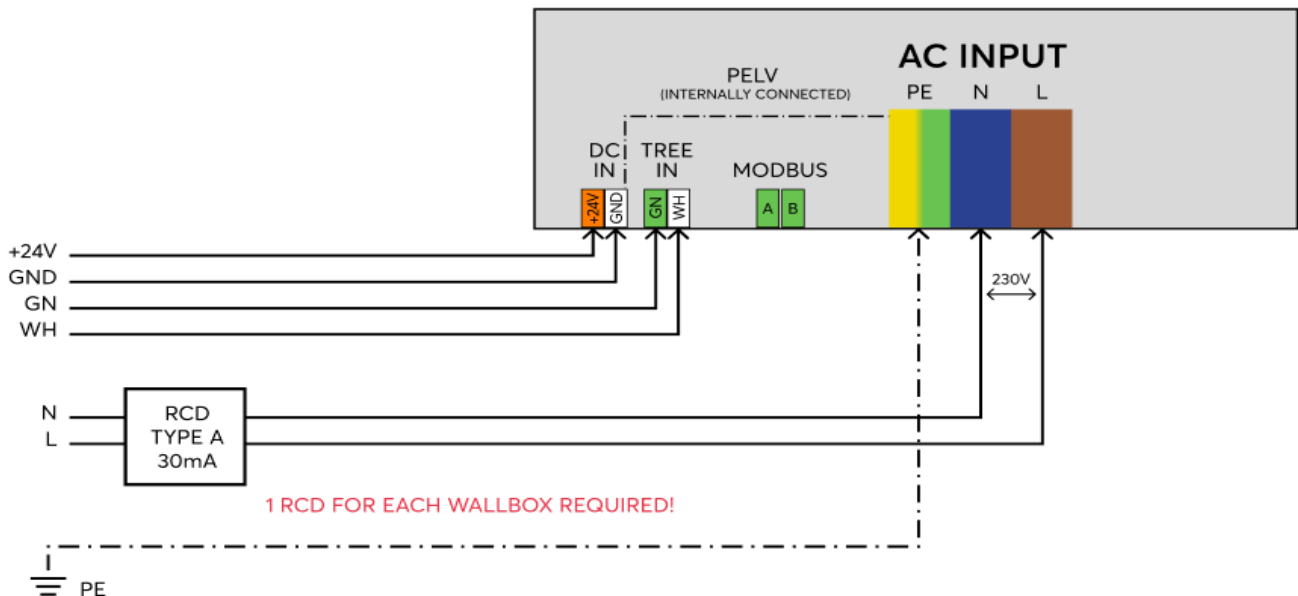 AC INPUT
PELV
(INTERNALLY CONNECTED)
PE N L
DC IN
TREE IN
MODBUS
+24V GND GN WH A B
+24V
GND
GN
WH
230V
N
L
RCD
TYPE A
30mA
1 RCD FOR EACH WALLBOX REQUIRED!
PE